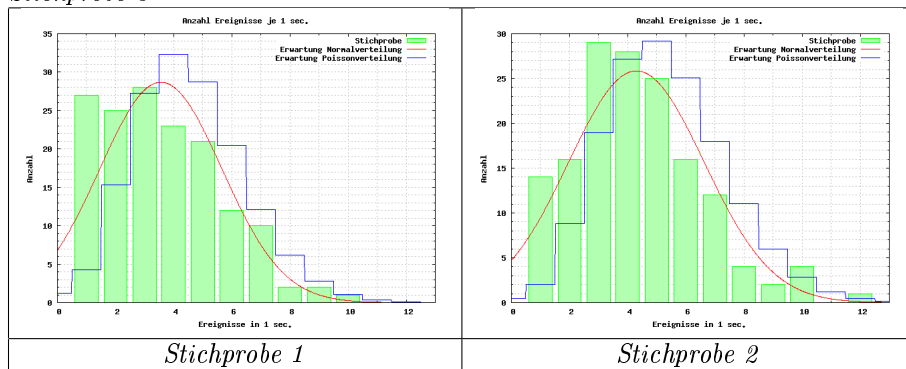 Anzahl Ereignisse je 1 sec.
Stichprobe
Erwartung Normalverteilung
Erwartung Poissonverteilung
35
30
25
20
15
10
5
0
Anzahl
0 2 4 6 8 10 12
Ereignisse in 1 sec.
Stichprobe 1
Anzahl Ereignisse je 1 sec.
Stichprobe
Erwartung Normalverteilung
Erwartung Poissonverteilung
30
25
20
15
10
5
0
Anzahl
0 2 4 6 8 10 12
Ereignisse in 1 sec.
Stichprobe 2